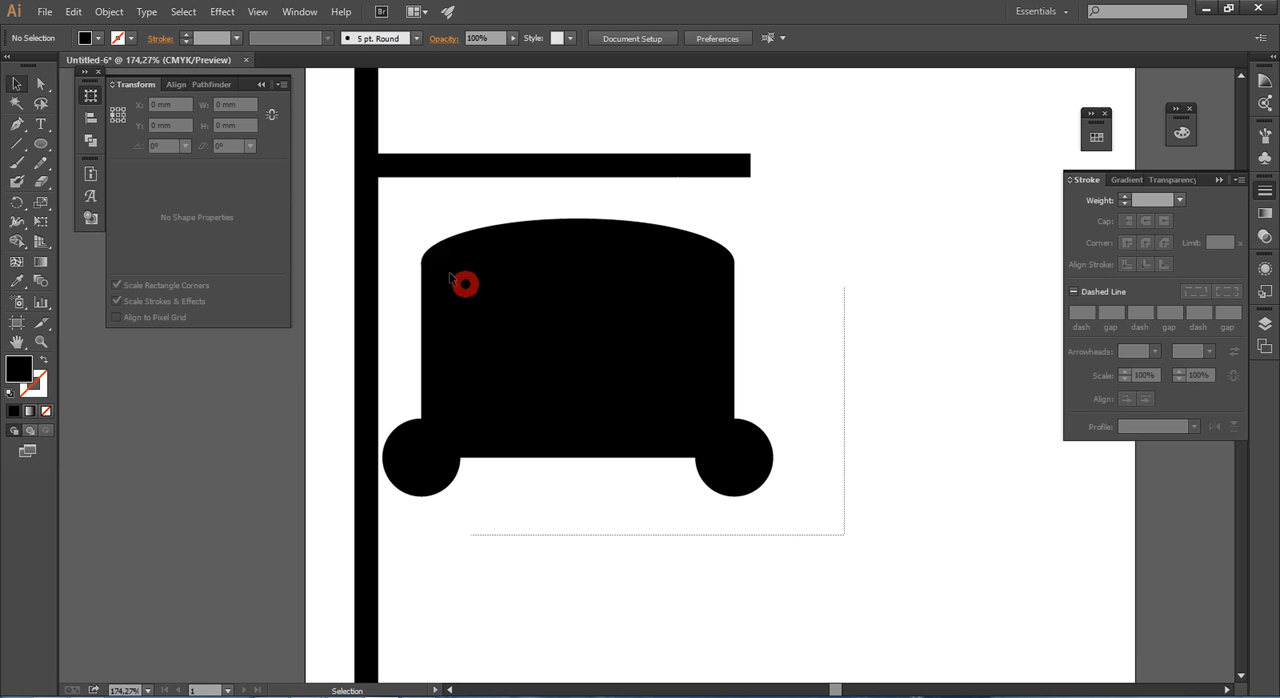 Ai File Edit Object Type Select Effect View Window Help Br Essentials
No Selection Stroke: 5 pt. Round Opacity: 100% Style: Document Setup Preferences
Untitled-6* @ 174,27% (CMYK/Preview) ×
Transform Align Pathfinder
X: 0 mm W: 0 mm
Y: 0 mm H: 0 mm
0° 0°
No Shape Properties
Scale Rectangle Corners
Scale Strokes & Effects
Align to Pixel Grid
Stroke Gradient Transparency
Weight:
Cap:
Corner: Limit: x
Align Stroke:
Dashed Line
dash gap dash gap dash gap
Arrowheads:
Scale: 100% 100%
Align:
Profile:
174,27% 1 Selection